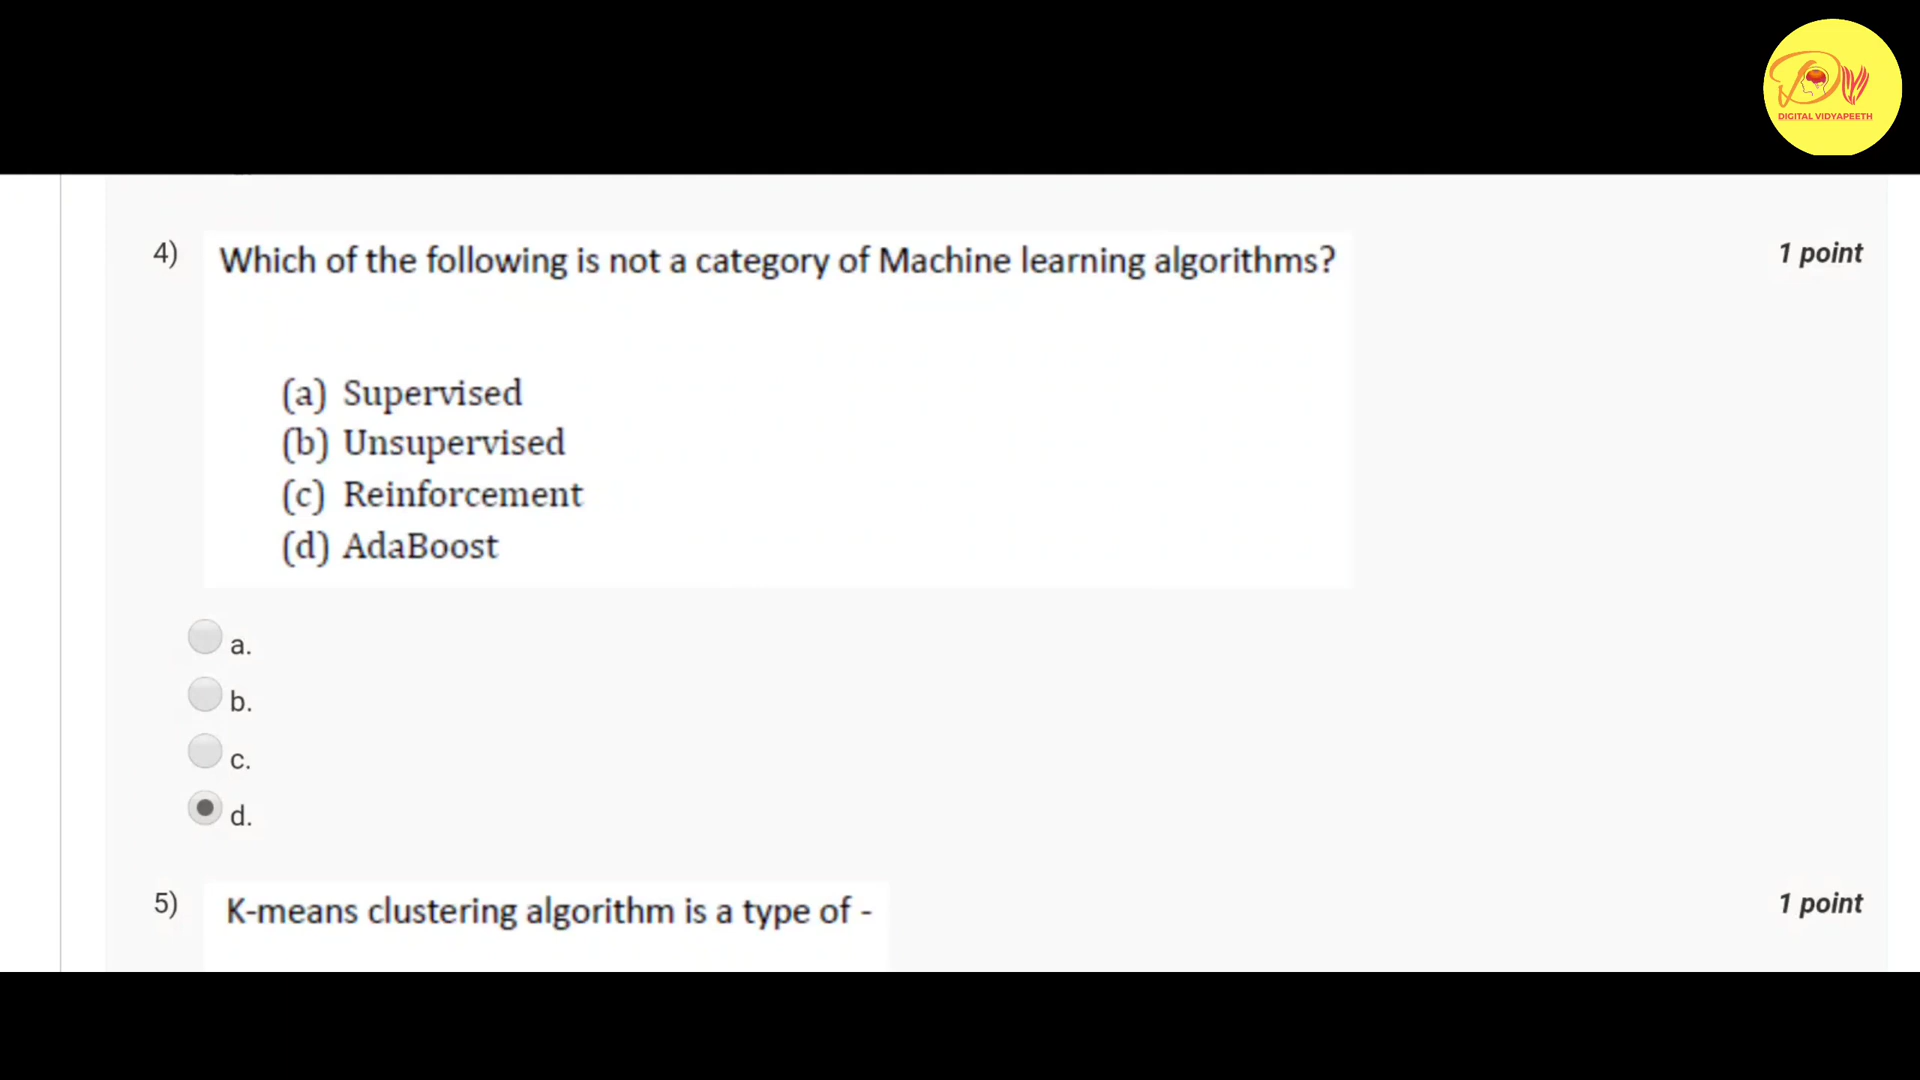 DIGITAL VIDYAPEETH
4) Which of the following is not a category of Machine learning algorithms? 1 point
(a) Supervised
(b) Unsupervised
(c) Reinforcement
(d) AdaBoost
a.
b.
c.
d.
5) K-means clustering algorithm is a type of - 1 point